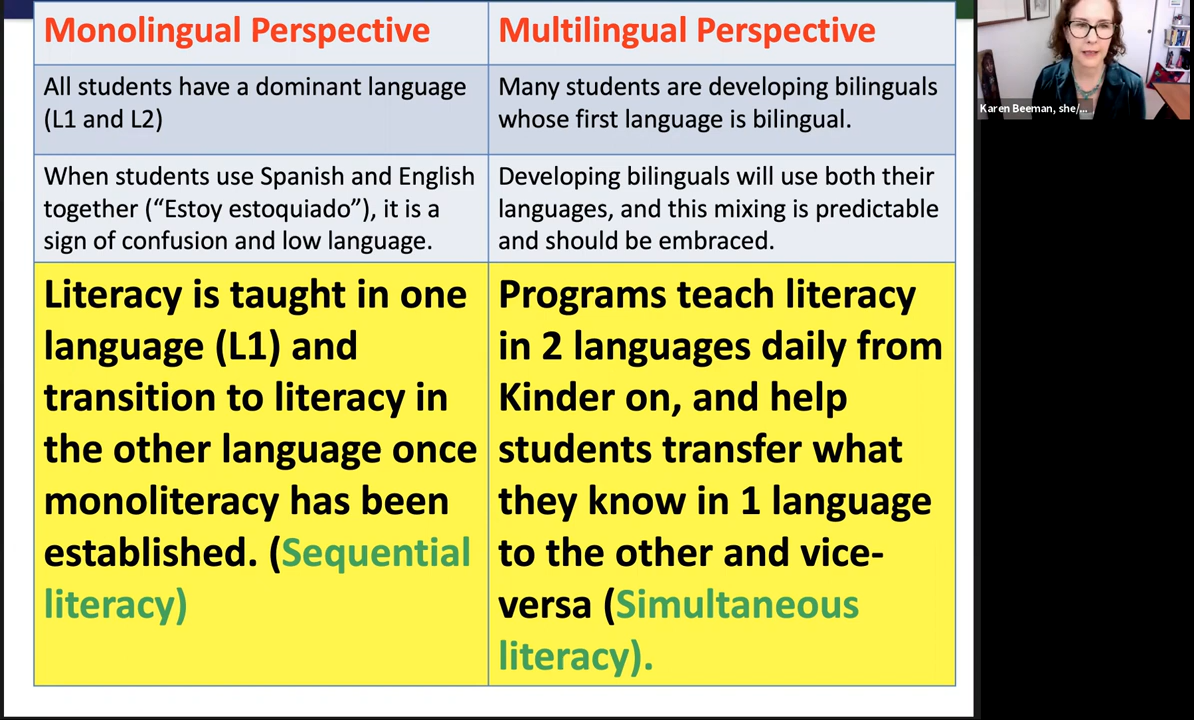 Monolingual Perspective
Multilingual Perspective
All students have a dominant language
(L1 and L2)
Many students are developing bilinguals
whose first language is bilingual.
When students use Spanish and English
together (“Estoy estoquiado”), it is a
sign of confusion and low language.
Developing bilinguals will use both their
languages, and this mixing is predictable
and should be embraced.
Literacy is taught in one
language (L1) and
transition to literacy in
the other language once
monoliteracy has been
established. (Sequential
literacy)
Programs teach literacy
in 2 languages daily from
Kinder on, and help
students transfer what
they know in 1 language
to the other and vice-
versa (Simultaneous
literacy).
Karen Beeman, she/...